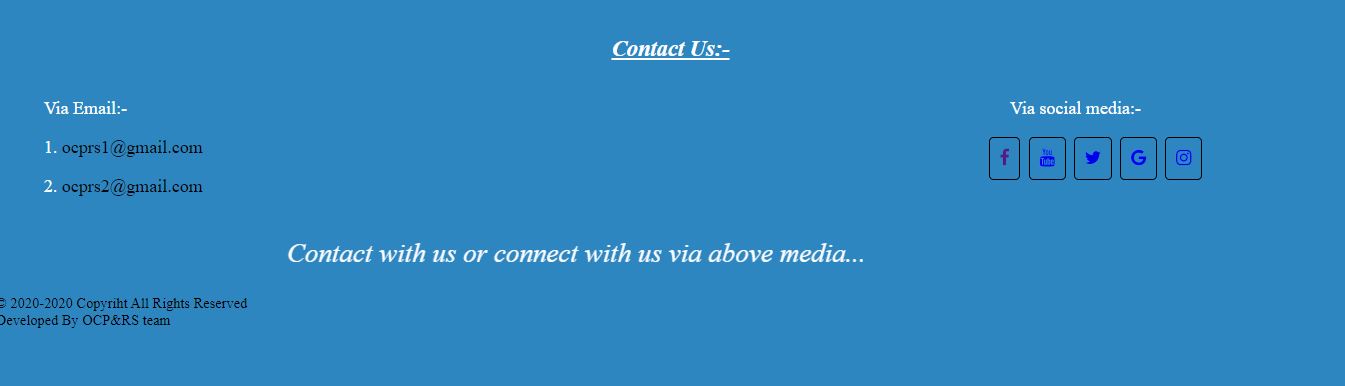 Contact Us:-
Via Email:-
1. ocprs1@gmail.com
2. ocprs2@gmail.com
Via social media:-
You Tube
Contact with us or connect with us via above media...
© 2020-2020 Copyriht All Rights Reserved
Developed By OCP&RS team